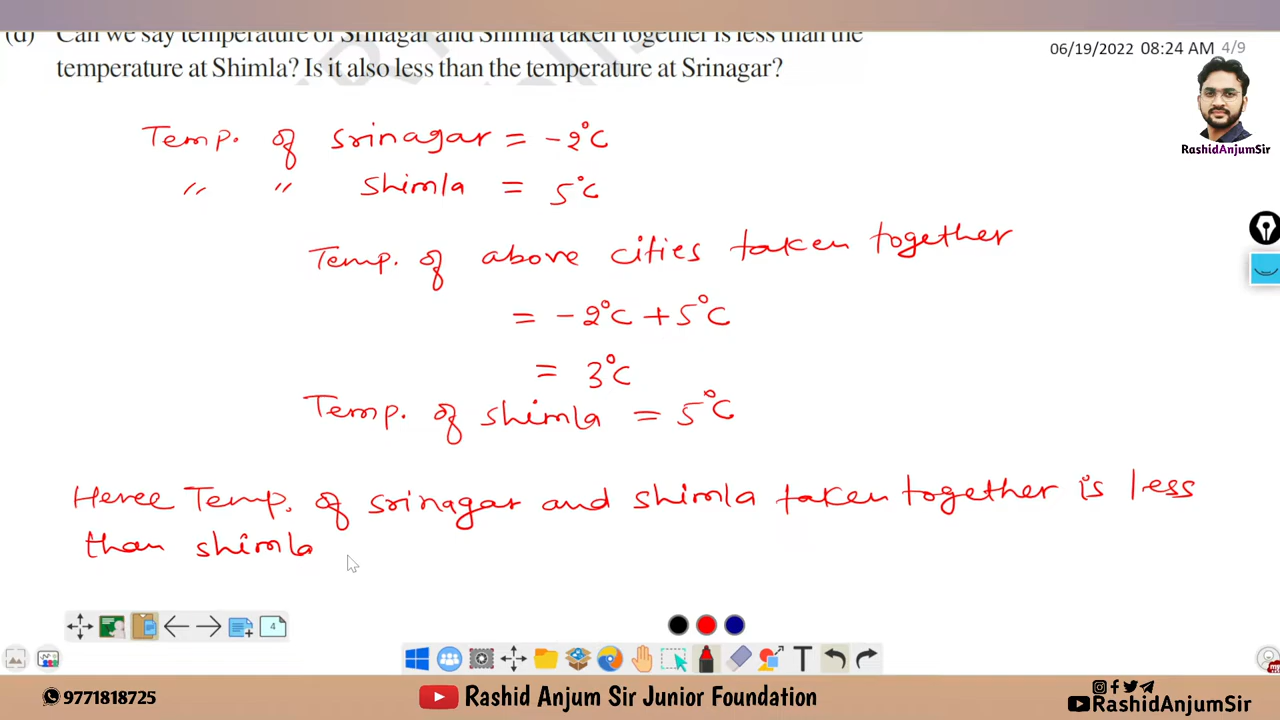 (d) Can we say temperature of Srinagar and Shimla taken together is less than the
temperature at Shimla? Is it also less than the temperature at Srinagar?
06/19/2022 08:24 AM 4/9
RashidAnjumSir
Temp. of srinagar = -2°C
" " shimla = 5°C
Temp. of above cities taken together
= -2°C + 5°C
= 3°C
Temp. of shimla = 5°C
Hence Temp. of srinagar and shimla taken together is less
than shimla
4
T
9771818725
Rashid Anjum Sir Junior Foundation
RashidAnjumSir